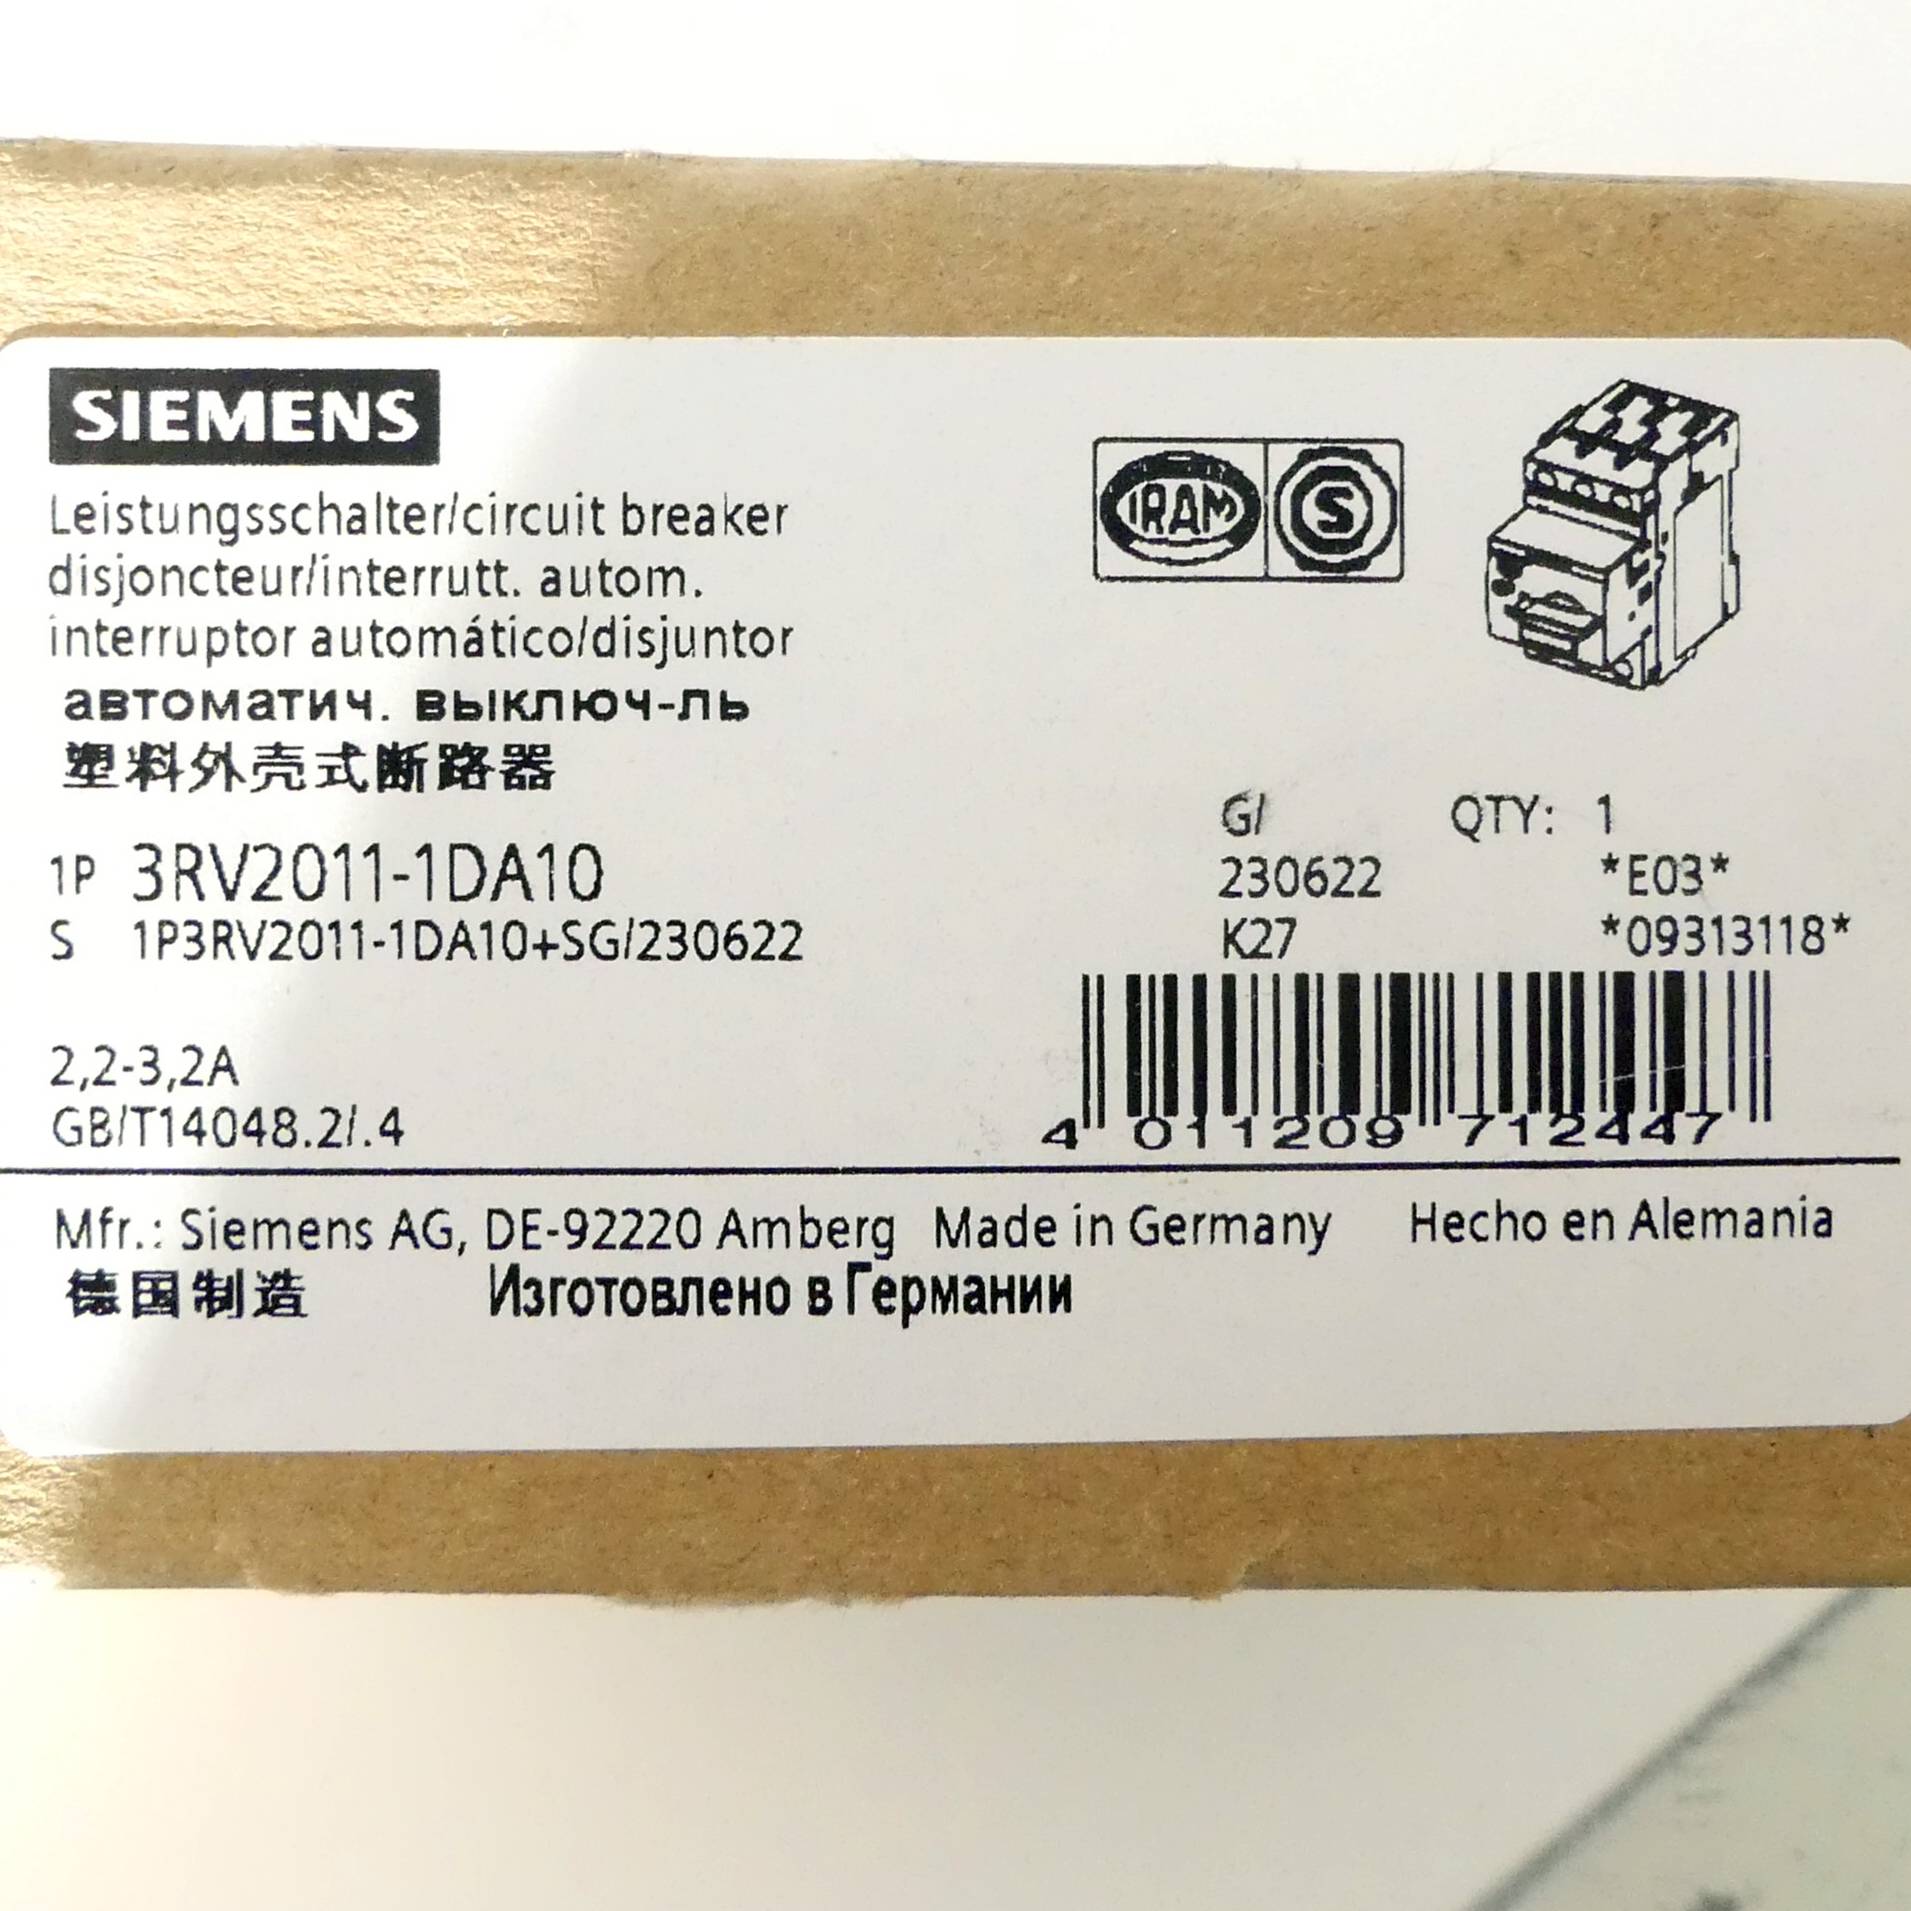 SIEMENS
Leistungsschalter/circuit breaker
disjoncteur/interrutt. autom.
interruptor automático/disjuntor
автоматич. выключ-ль
塑料外壳式断路器
IRAM S
G/ QTY: 1
1P 3RV2011-1DA10 230622 *E03*
S 1P3RV2011-1DA10+SG/230622 K27 *09313118*
2,2-3,2A
GB/T14048.2/.4
4 011209 712447
Mfr.: Siemens AG, DE-92220 Amberg Made in Germany Hecho en Alemania
德国制造 Изготовлено в Германии